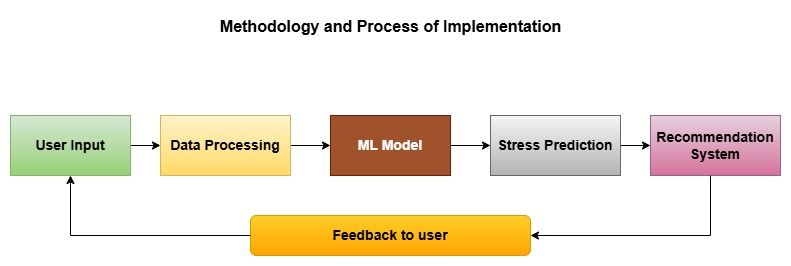 Methodology and Process of Implementation
User Input
Data Processing
ML Model
Stress Prediction
Recommendation
System
Feedback to user